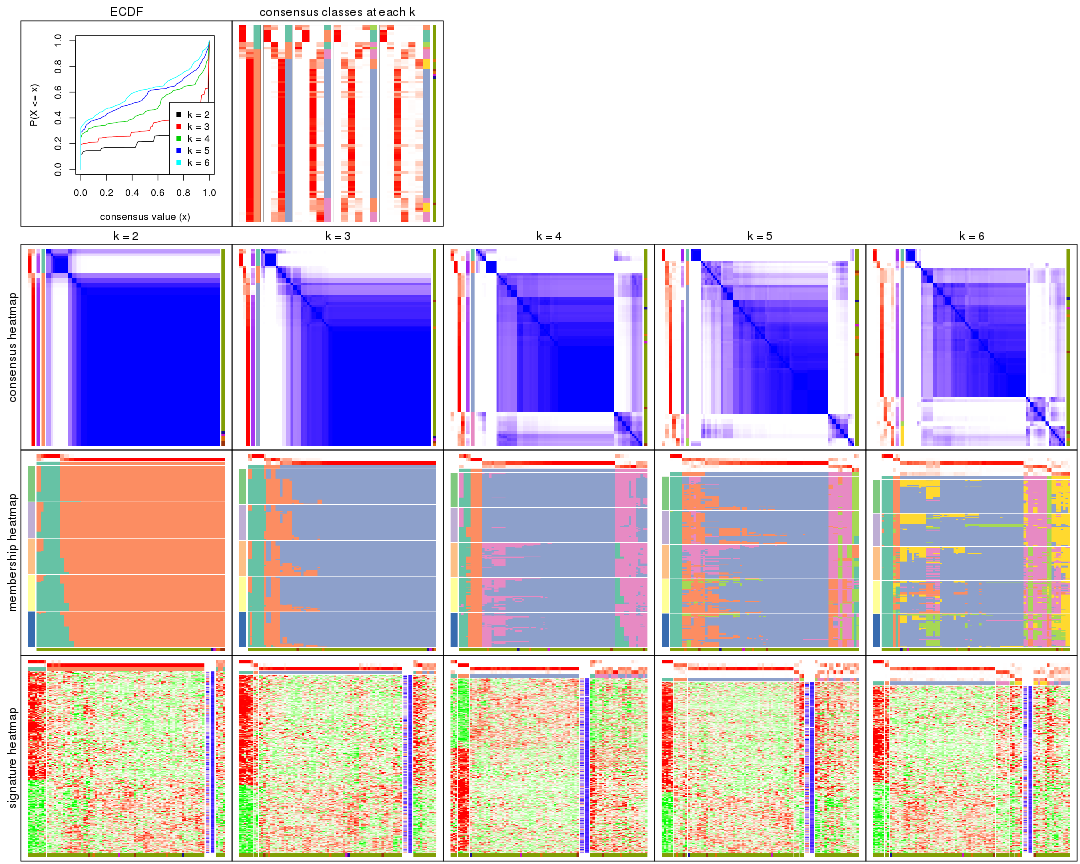 ECDF
consensus classes at each k
P(X <= x)
0.0 0.2 0.4 0.6 0.8 1.0
k = 2
k = 3
k = 4
k = 5
k = 6
0.0 0.2 0.4 0.6 0.8 1.0
consensus value (x)
k = 2
k = 3
k = 4
k = 5
k = 6
consensus heatmap
membership heatmap
signature heatmap